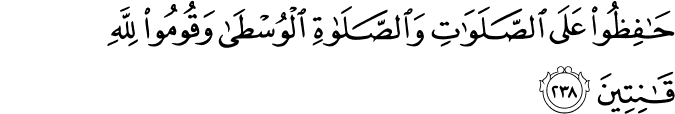 حَـٰفِظُوا۟ عَلَى ٱلصَّلَوَٰتِ وَٱلصَّلَوٰةِ ٱلْوُسْطَىٰ وَقُومُوا۟ لِلَّهِ
قَـٰنِتِينَ ٢٣٨